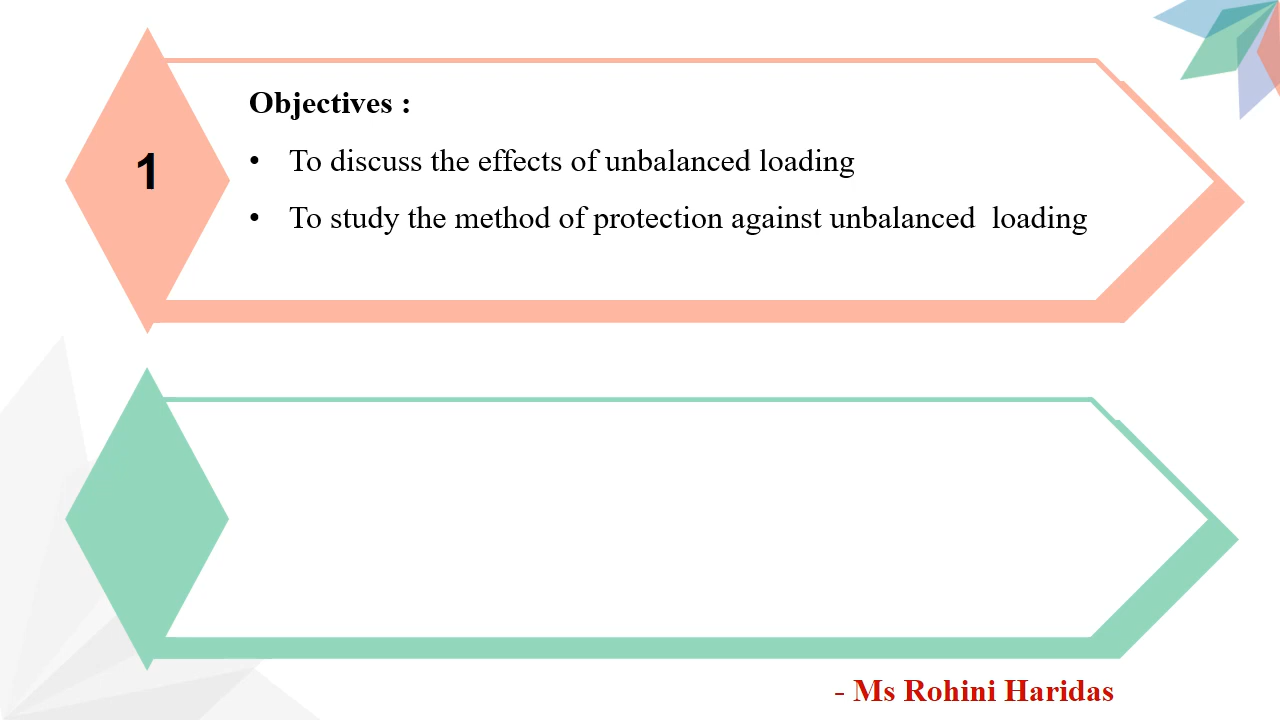 1
Objectives :
• To discuss the effects of unbalanced loading
• To study the method of protection against unbalanced  loading
- Ms Rohini Haridas